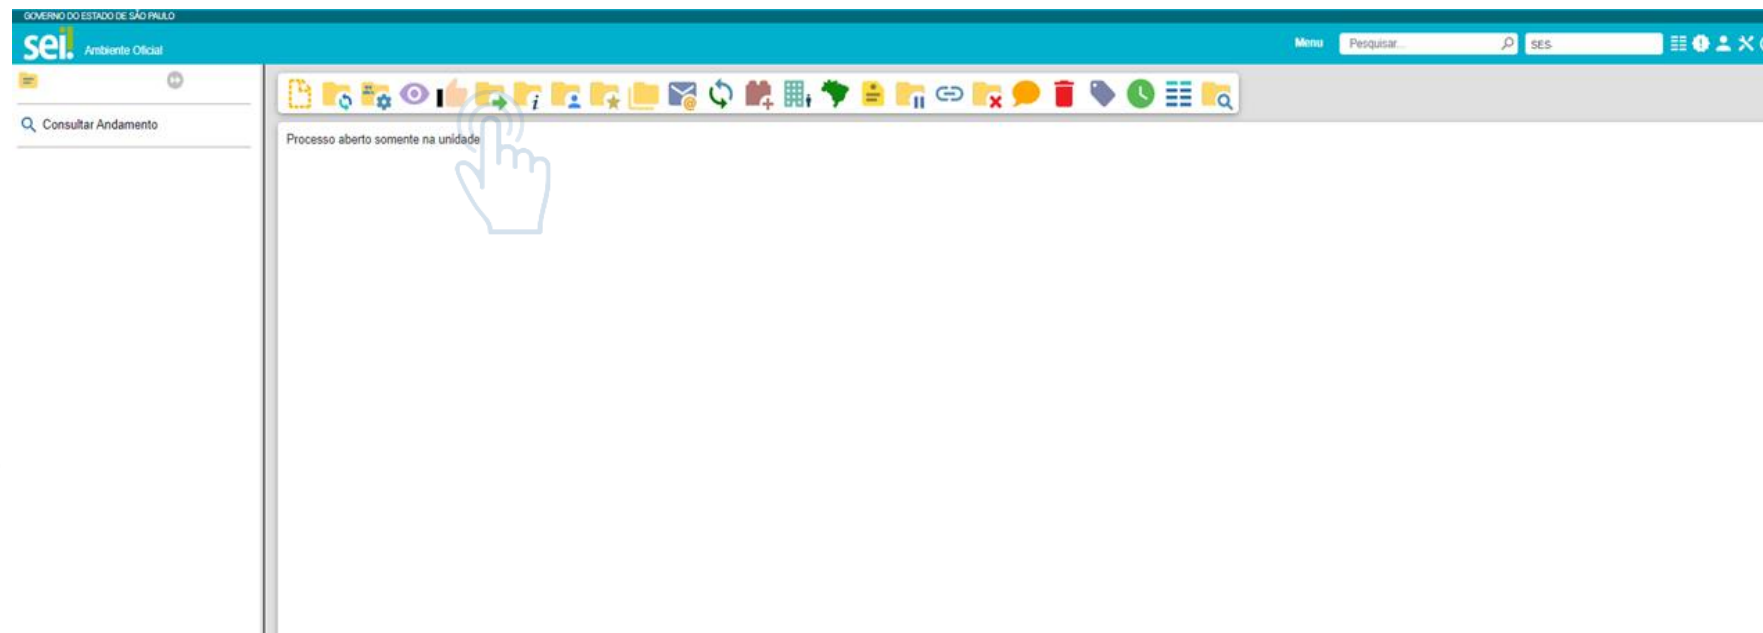 GOVERNO DO ESTADO DE SÃO PAULO
sei! Ambiente Oficial
Menu Pesquisar... SES
Consultar Andamento
Processo aberto somente na unidade